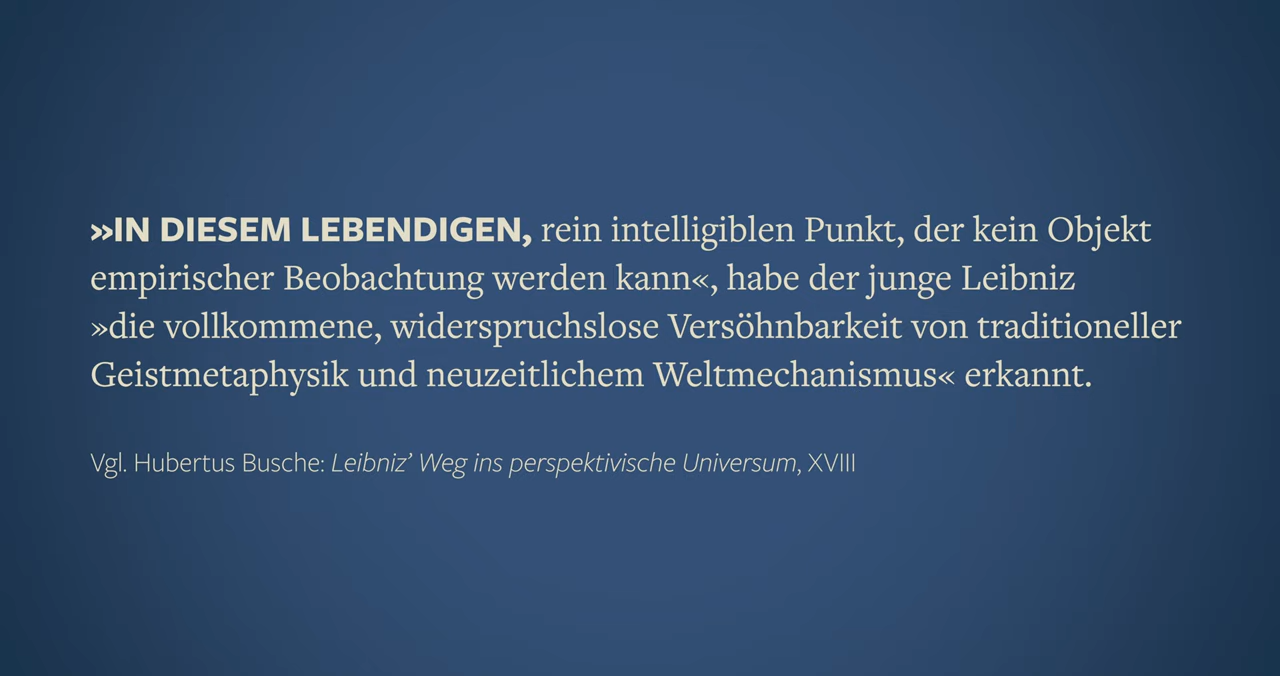 »IN DIESEM LEBENDIGEN, rein intelligiblen Punkt, der kein Objekt
empirischer Beobachtung werden kann«, habe der junge Leibniz
»die vollkommene, widerspruchslose Versöhnbarkeit von traditioneller
Geistmetaphysik und neuzeitlichem Weltmechanismus« erkannt.
Vgl. Hubertus Busche: Leibniz’ Weg ins perspektivische Universum, XVIII